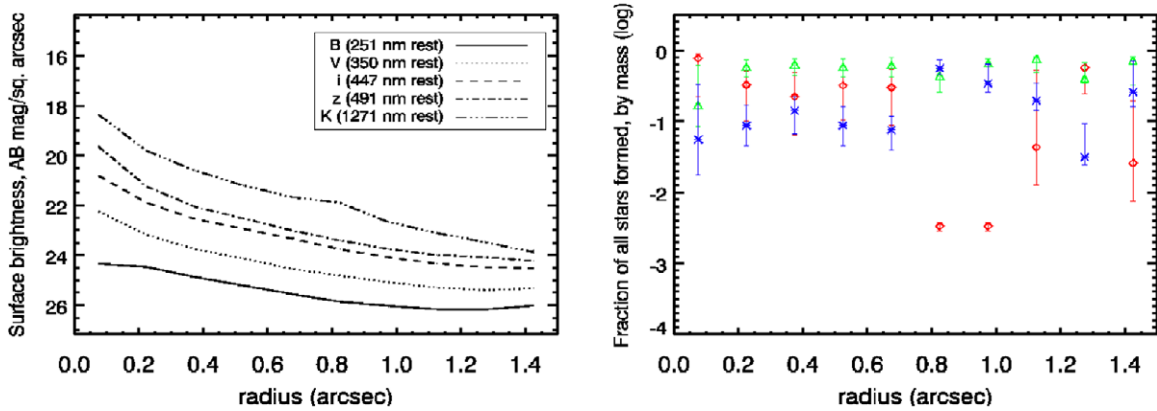 Surface brightness, AB mag/sq. arcsec
16
18
20
22
24
26
0.0 0.2 0.4 0.6 0.8 1.0 1.2 1.4
radius (arcsec)
B (251 nm rest)
V (350 nm rest)
i (447 nm rest)
z (491 nm rest)
K (1271 nm rest)
Fraction of all stars formed, by mass (log)
0
-1
-2
-3
-4
0.0 0.2 0.4 0.6 0.8 1.0 1.2 1.4
radius (arcsec)